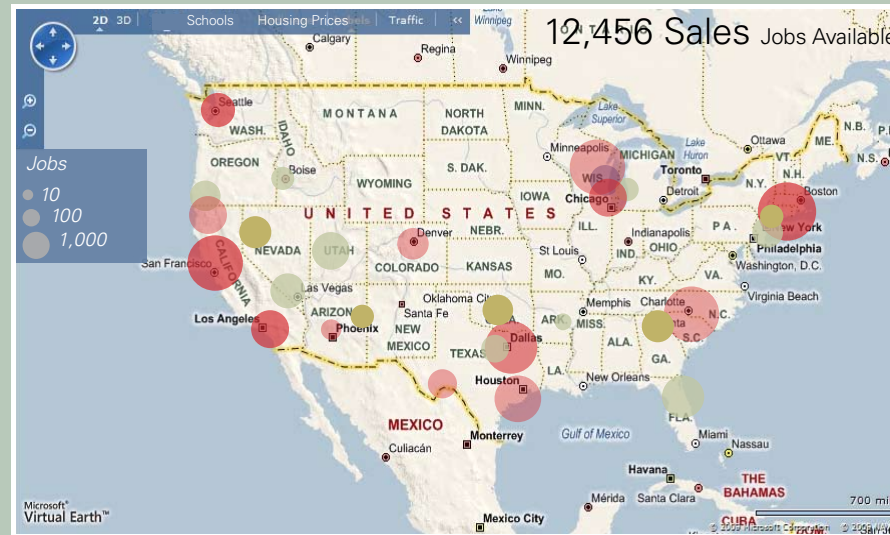 2D 3D Schools Housing Prices Traffic <<
12,456 Sales Jobs Available
Jobs
10
100
1,000
Calgary
Regina
Winnipeg
Winnipeg
Seattle
WASH.
MONTANA
NORTH
DAKOTA
MINN.
Lake
Superior
OREGON
IDAHO
Boise
WYOMING
S. DAK.
Minneapolis
WIS
MICHIGAN
Lake
Huron
Toronto
Ottawa
VT.
N.H.
ME.
N.B.
N.S.
UNITED STATES
IOWA
Chicago
Detroit
N.Y.
Boston
NEVADA
UTAH
Denver
COLORADO
NEBR.
KANSAS
ILL.
Indianapolis
IND.
OHIO
PA.
New York
Philadelphia
San Francisco
CALIFORNIA
Las Vegas
St Louis
MO.
KY.
VA.
Washington, D.C.
Virginia Beach
Los Angeles
ARIZON
Phoenix
Santa Fe
NEW
MEXICO
Oklahoma
ARK
Memphis
MISS.
Charlotte
N.C.
S.C.
TEXAS
Dallas
LA.
ALA.
GA.
Houston
New Orleans
FLA.
MEXICO
Monterrey
Culiacán
Gulf of Mexico
Miami
Nassau
Havana
Santa Clara
THE
BAHAMAS
Mérida
CUBA
Mexico City
700 mi
Microsoft®
Virtual Earth™
© 2009 Microsoft Corporation